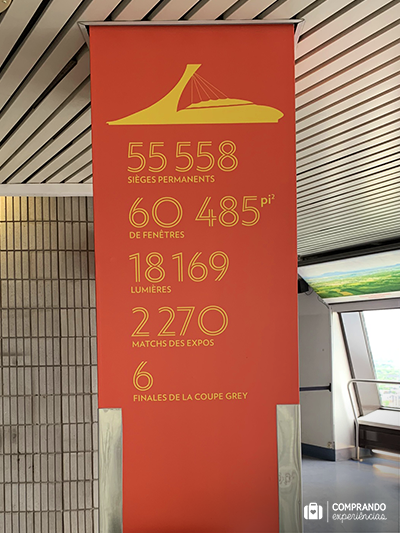 55 558
SIÈGES PERMANENTS
60 485 pi²
DE FENÊTRES
18 169
LUMIÈRES
2 270
MATCHS DES EXPOS
6
FINALES DE LA COUPE GREY
COMPRANDO
experiências.